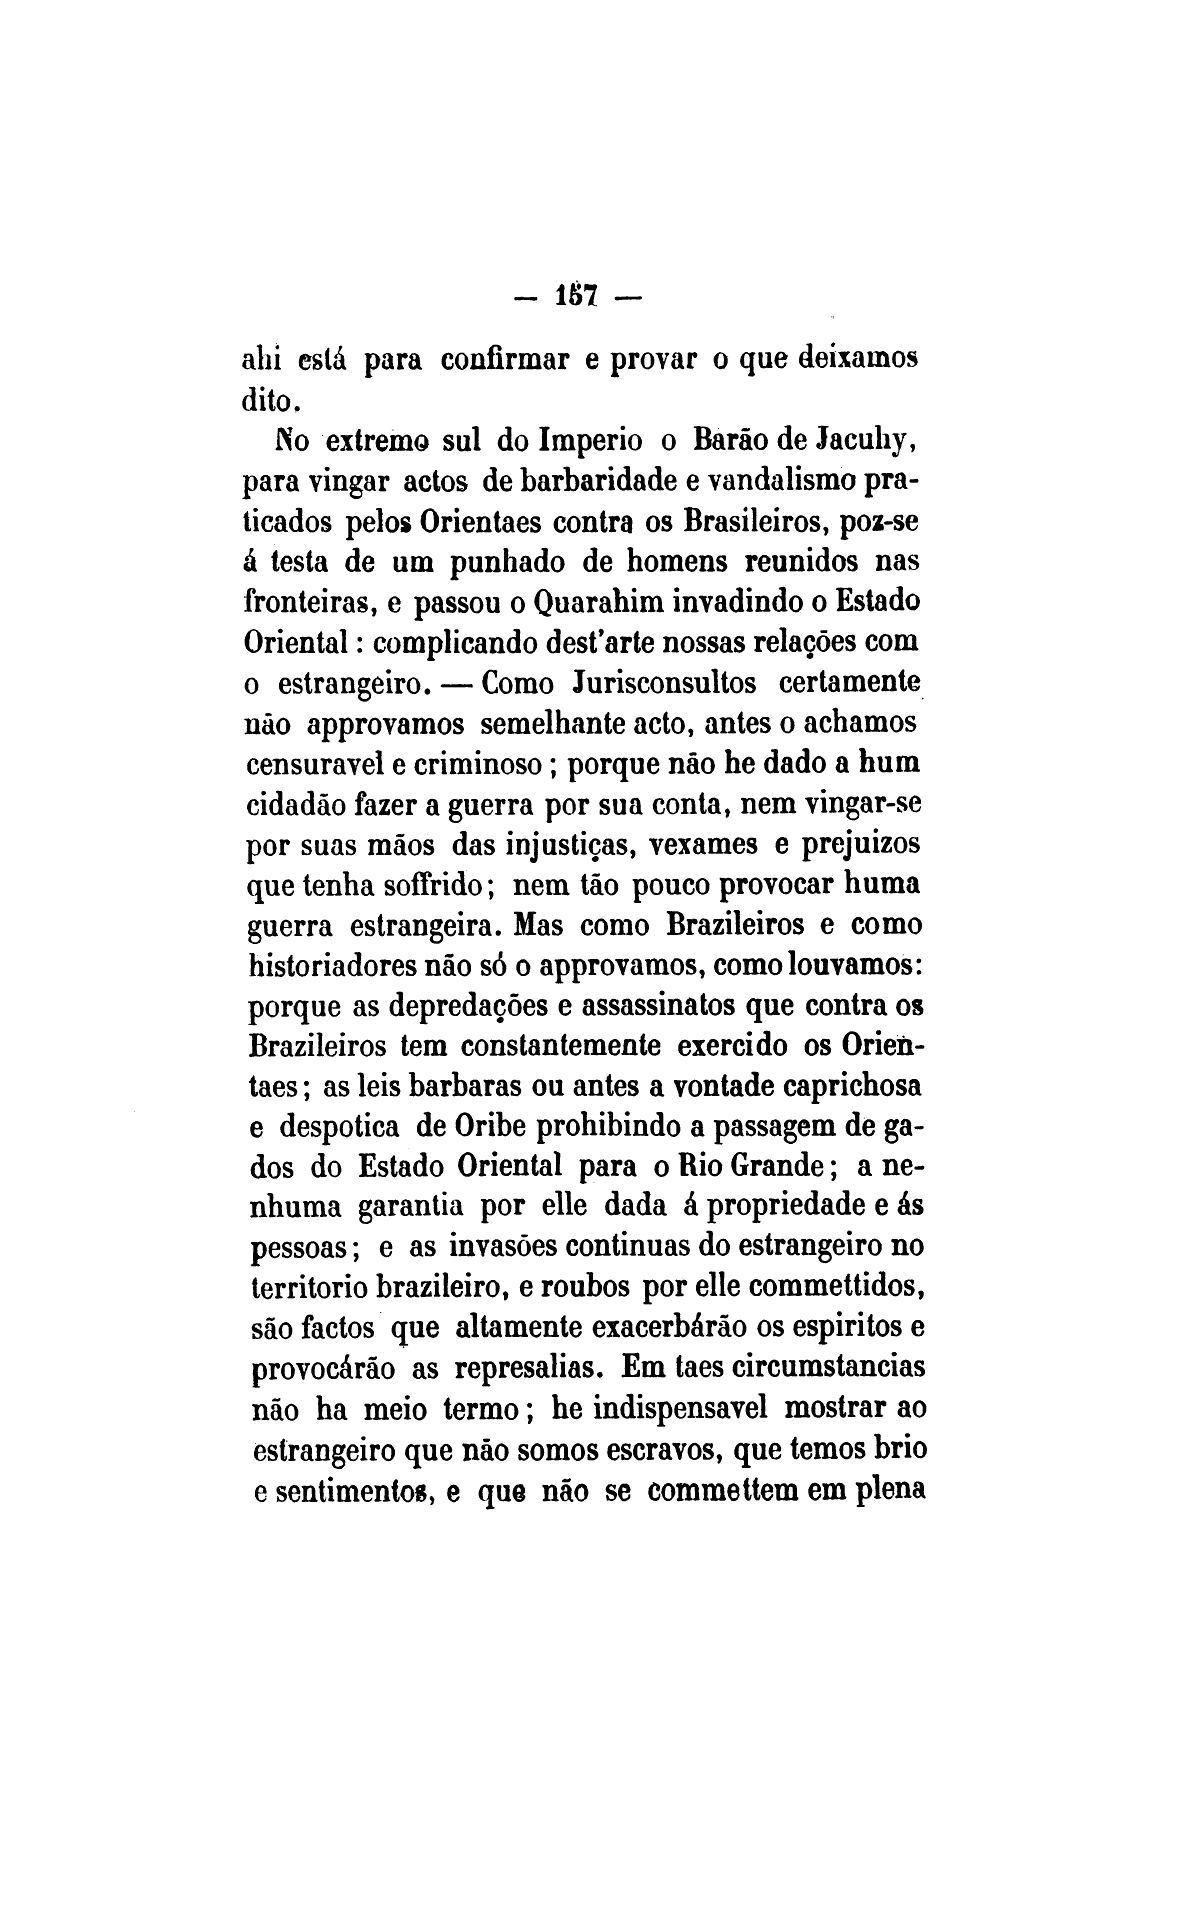 — 157 —
ahi está para confirmar e provar o que deixamos
dito.
No extremo sul do Imperio o Barão de Jacuhy,
para vingar actos de barbaridade e vandalismo pra-
ticados pelos Orientaes contra os Brasileiros, poz-se
á testa de um punhado de homens reunidos nas
fronteiras, e passou o Quarahim invadindo o Estado
Oriental : complicando dest'arte nossas relações com
o estrangeiro. — Como Jurisconsultos certamente
não approvamos semelhante acto, antes o achamos
censuravel e criminoso ; porque não he dado a hum
cidadão fazer a guerra por sua conta, nem vingar-se
por suas mãos das injustiças, vexames e prejuizos
que tenha soffrido ; nem tão pouco provocar huma
guerra estrangeira. Mas como Brazileiros e como
historiadores não só o approvamos, como louvamos:
porque as depredações e assassinatos que contra os
Brazileiros tem constantemente exercido os Orien-
taes ; as leis barbaras ou antes a vontade caprichosa
e despotica de Oribe prohibindo a passagem de ga-
dos do Estado Oriental para o Rio Grande ; a ne-
nhuma garantia por elle dada á propriedade e ás
pessoas ; e as invasões continuas do estrangeiro no
territorio brazileiro, e roubos por elle commettidos,
são factos que altamente exacerbárão os espiritos e
provocárão as represalias. Em taes circumstancias
não ha meio termo ; he indispensavel mostrar ao
estrangeiro que não somos escravos, que temos brio
e sentimentos, e que não se commettem em plena